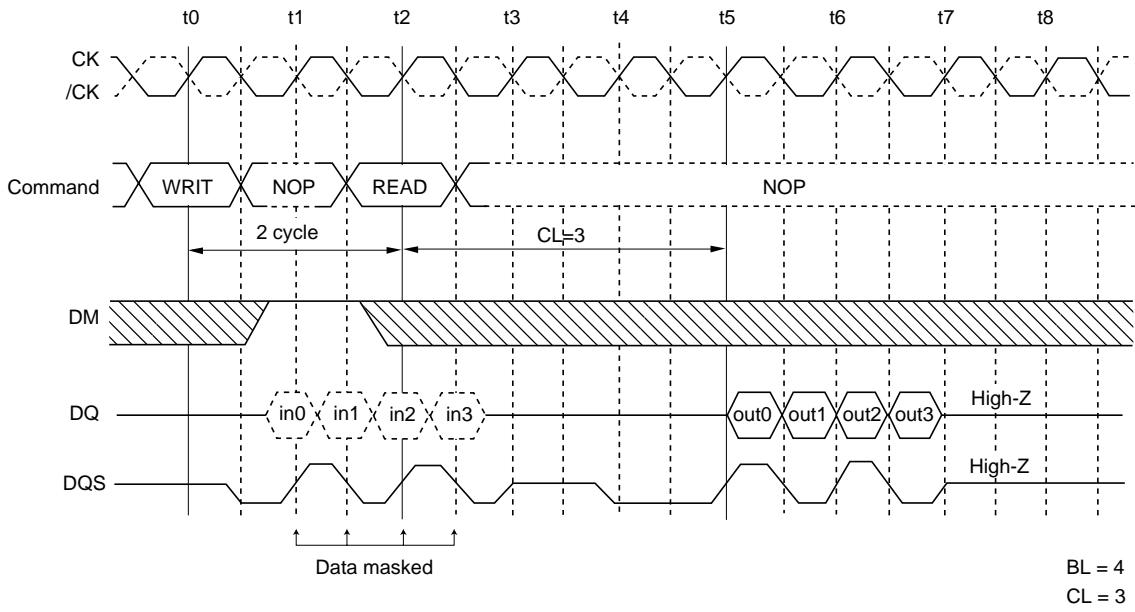 t0 t1 t2 t3 t4 t5 t6 t7 t8
CK
/CK
Command WRIT NOP READ NOP
2 cycle CL=3
DM
DQ in0 in1 in2 in3 out0 out1 out2 out3 High-Z
DQS High-Z
Data masked
BL = 4
CL = 3